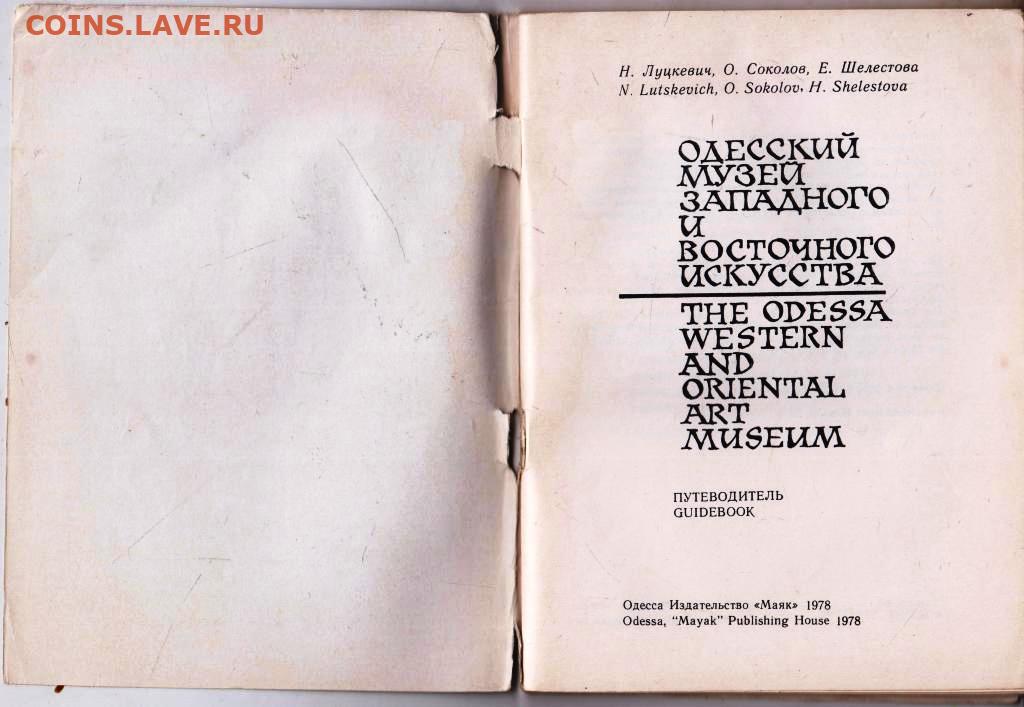 COINS.LAVE.RU
Н. Луцкевич, О. Соколов, Е. Шелестова
N. Lutskevich, O. Sokolov, H. Shelestova
ОДЕССКИЙ
МУЗЕЙ
ЗАПАДНОГО
И
ВОСТОЧНОГО
ИСКУССТВА
THE ODESSA
WESTERN
AND
ORIENTAL
ART
MUSEUM
ПУТЕВОДИТЕЛЬ
GUIDEBOOK
Одесса Издательство «Маяк» 1978
Odessa, "Mayak" Publishing House 1978